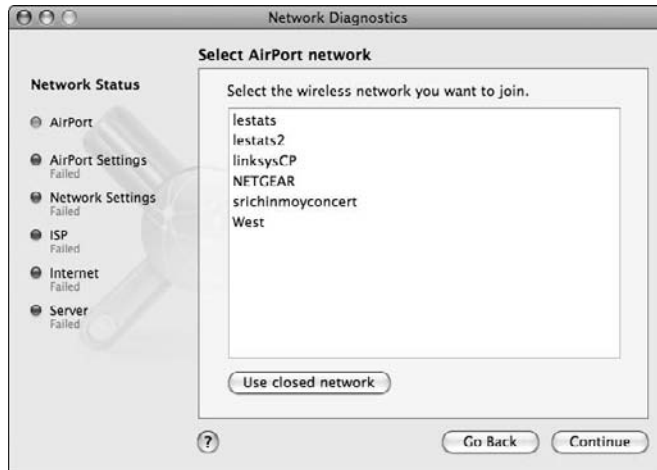 Network Diagnostics
Select AirPort network
Network Status
AirPort
AirPort Settings
Failed
Network Settings
Failed
ISP
Failed
Internet
Failed
Server
Failed
Select the wireless network you want to join.
lestats
lestats2
linksysCP
NETGEAR
srichinmoyconcert
West
Use closed network
?
Go Back
Continue